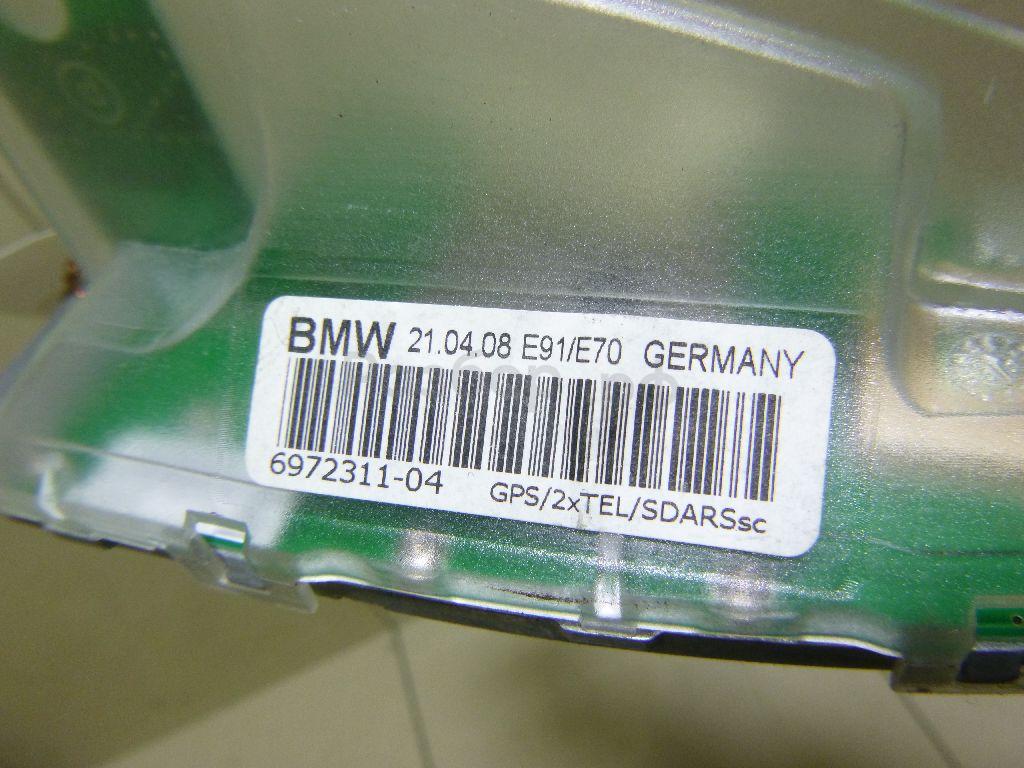 BMW 21.04.08 E91/E70 GERMANY
6972311-04 GPS/2xTEL/SDARSsc